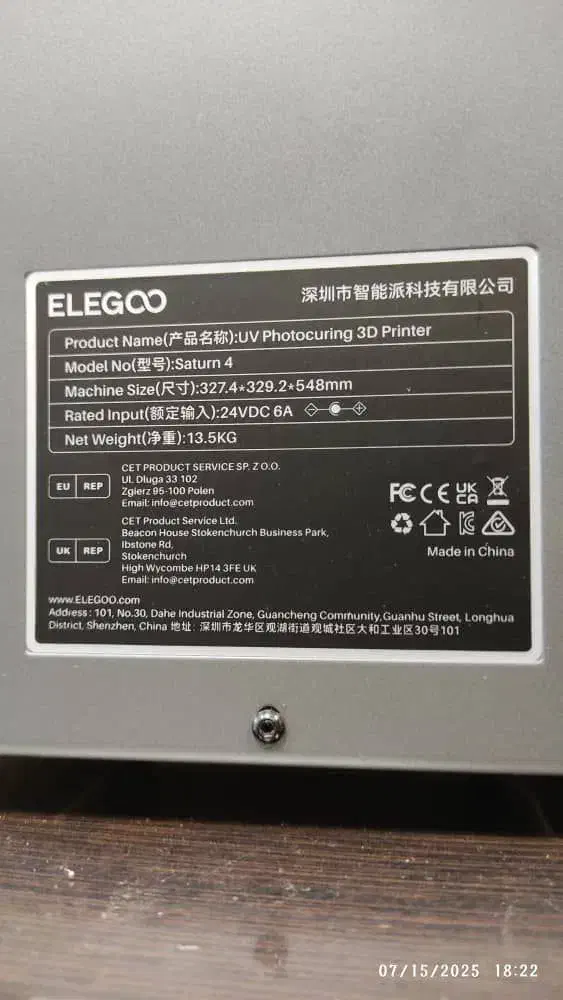 ELEGOO
深圳市智能派科技有限公司
Product Name(产品名称):UV Photocuring 3D Printer
Model No(型号):Saturn 4
Machine Size(尺寸):327.4*329.2*548mm
Rated Input(额定输入):24VDC 6A
Net Weight(净重):13.5KG
EU REP
CET PRODUCT SERVICE SP. Z O.O.
Ul. Dluga 33 102
Zgierz 95-100 Polen
Email: info@cetproduct.com
UK REP
CET Product Service Ltd.
Beacon House Stokenchurch Business Park,
Ibstone Rd,
Stokenchurch
High Wycombe HP14 3FE UK
Email: info@cetproduct.com
FC CE UK CA
Made in China
www.ELEGOO.com
Address: 101, No.30, Dahe Industrial Zone, Guancheng Community,Guanhu Street, Longhua
District, Shenzhen, China 地址: 深圳市龙华区观湖街道观城社区大和工业区30号101
07/15/2025 18:22